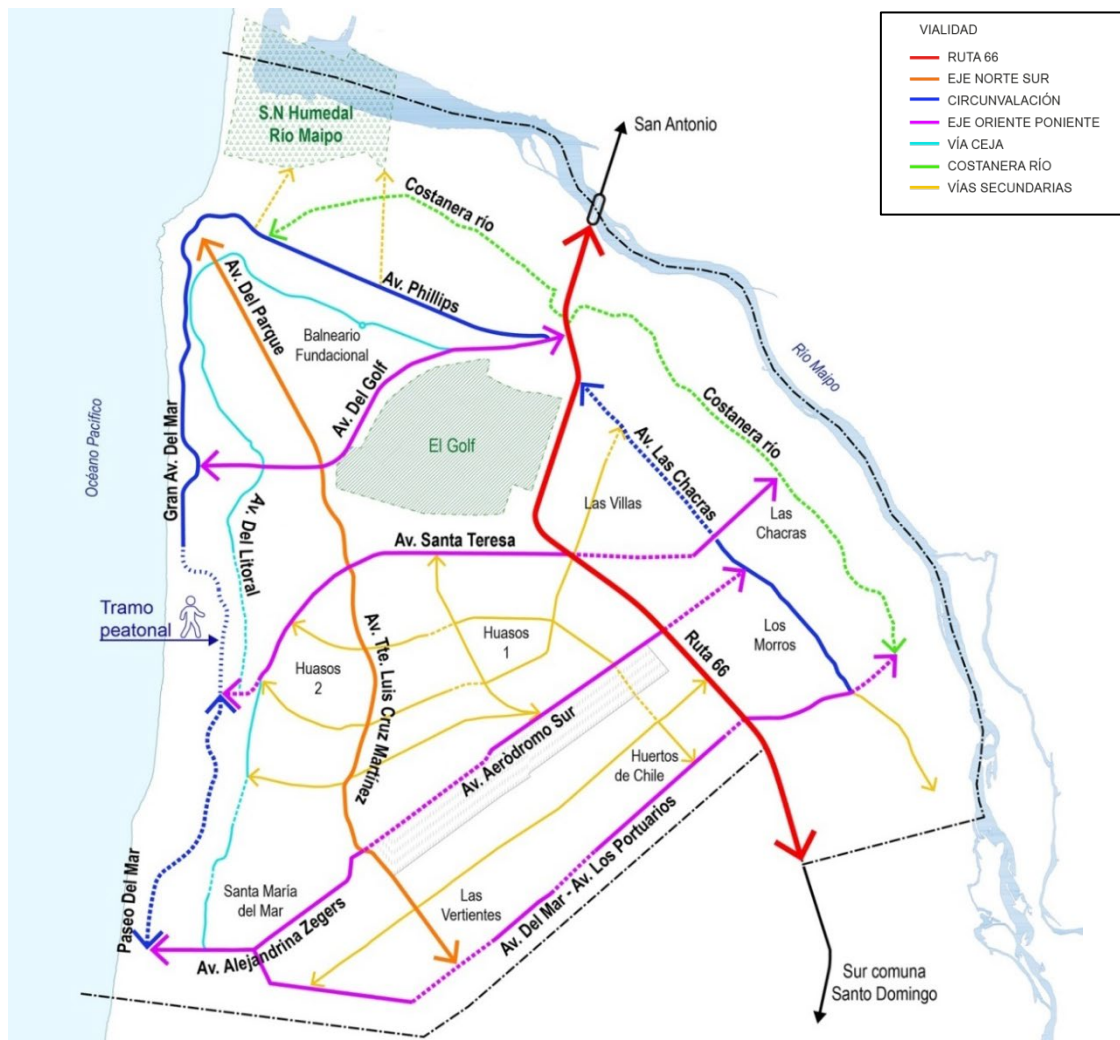 VIALIDAD
RUTA 66
EJE NORTE SUR
CIRCUNVALACIÓN
EJE ORIENTE PONIENTE
VÍA CEJA
COSTANERA RÍO
VÍAS SECUNDARIAS
S.N Humedal
Río Maipo
San Antonio
Costanera río
Av. Phillips
Av. Del Parque
Balneario
Fundacional
Av. Del Golf
Río Maipo
Océano Pacífico
Gran Av. Del Mar
El Golf
Costanera río
Av. Las Chacras
Las Villas
Las
Chacras
Av. Del Litoral
Av. Santa Teresa
Tramo
peatonal
Huasos
1
Huasos
2
Av. Tte. Luis Cruz Martínez
Ruta 66
Los
Morros
Av. Aeròdromo Sur
Huertos
de Chile
Paseo Del Mar
Santa María
del Mar
Las
Vertientes
Av. Del Mar - Av. Los Portuarios
Av. Alejandrina Zegers
Sur comuna
Santo Domingo